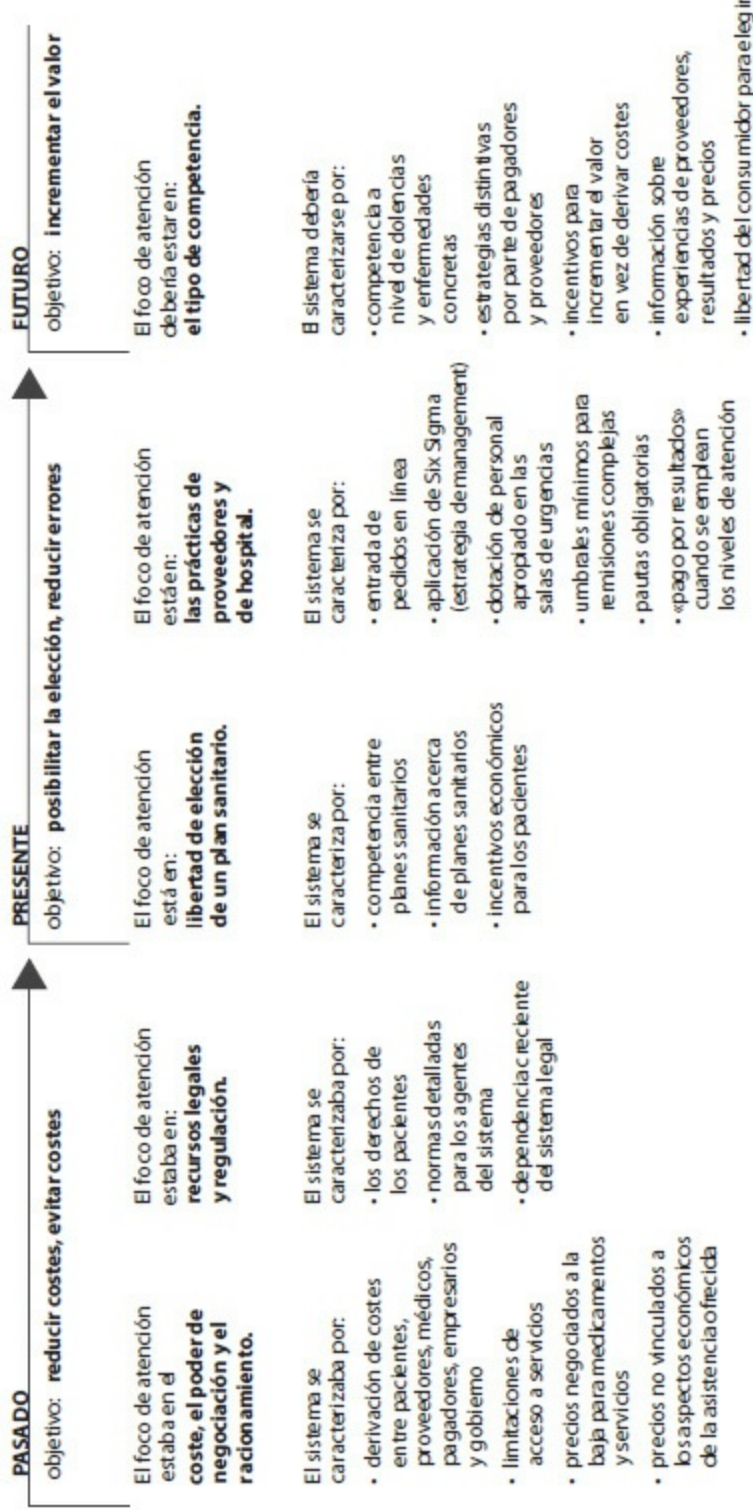 PASADO
objetivo: reducir costes, evitar costes
El foco de atención
estaba en el
coste, el poder de
negociación y el
racionamiento.
El sistema se
caracterizaba por:
• derivación de costes
entre pacientes,
proveedores, médicos,
pagadores, empresarios
y gobierno
• limitaciones de
acceso a servicios
• precios negociados a la
baja para medicamentos
y servicios
• precios no vinculados a
los aspectos económicos
de la asistencia ofrecida
El foco de atención
estaba en:
recursos legales
y regulación.
El sistema se
caracterizaba por:
• los derechos de
los pacientes
• normas detalladas
para los agentes
del sistema
• dependencia creciente
del sistema legal
PRESENTE
objetivo: posibilitar la elección, reducir errores
El foco de atención
está en:
libertad de elección
de un plan sanitario.
El sistema se
caracteriza por:
• competencia entre
planes sanitarios
• información acerca
de planes sanitarios
• incentivos económicos
para los pacientes
El foco de atención
está en:
las prácticas de
proveedores y
de hospital.
El sistema se
caracteriza por:
• entrada de
pedidos en línea
• aplicación de Six Sigma
(estrategia de management)
• dotación de personal
apropiado en las
salas de urgencias
• umbrales mínimos para
remisiones complejas
• pautas obligatorias
• «pago por resultados»
cuando se emplean
los niveles de atención
FUTURO
objetivo: incrementar el valor
El foco de atención
debería estar en:
el tipo de competencia.
El sistema debería
caracterizarse por:
• competencia a
nivel de dolencias
y enfermedades
concretas
• estrategias distintivas
por parte de pagadores
y proveedores
• incentivos para
incrementar el valor
en vez de derivar costes
• información sobre
experiencias de proveedores,
resultados y precios
• libertad del consumidor para elegir